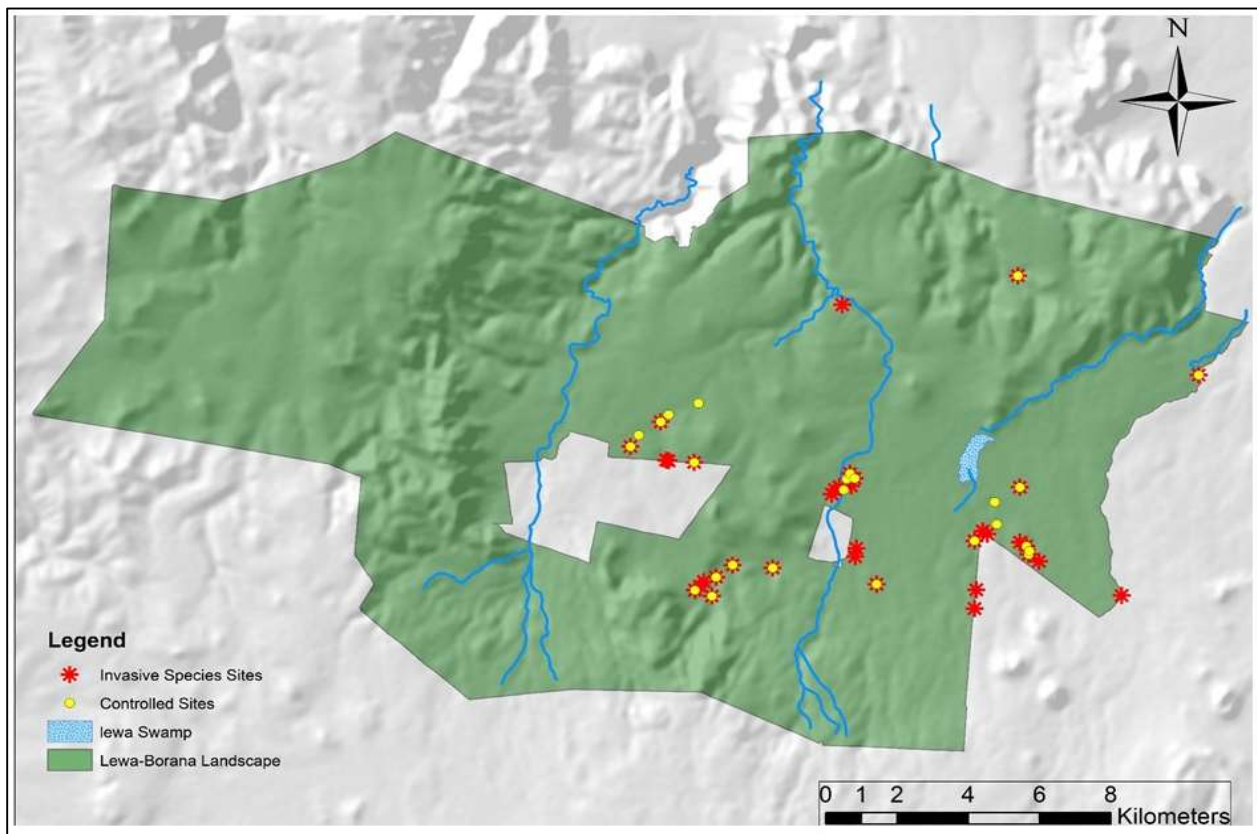 N
Legend
Invasive Species Sites
Controlled Sites
lewa Swamp
Lewa-Borana Landscape
0 1 2 4 6 8
Kilometers